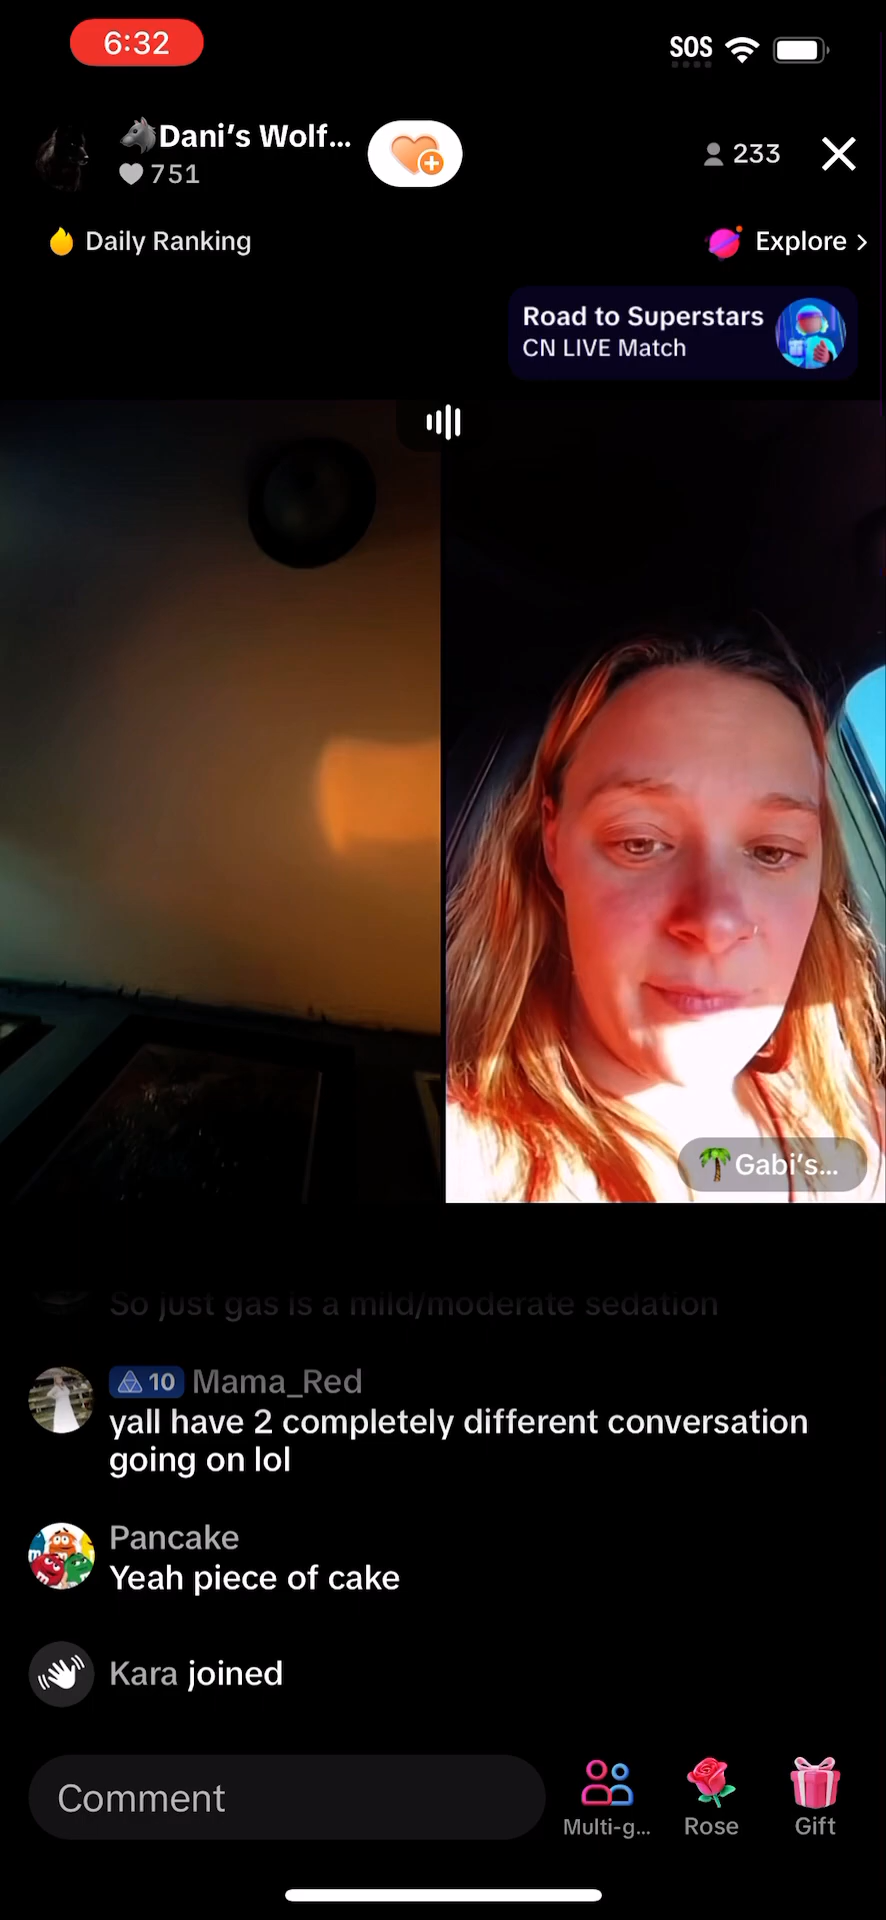 6:32
SOS
Dani's Wolf...
751
233
Daily Ranking
Explore >
Road to Superstars
CN LIVE Match
Gabi's...
So just gas is a mild/moderate sedation
10 Mama_Red
yall have 2 completely different conversation
going on lol
Pancake
Yeah piece of cake
Kara joined
Comment
Multi-g...
Rose
Gift